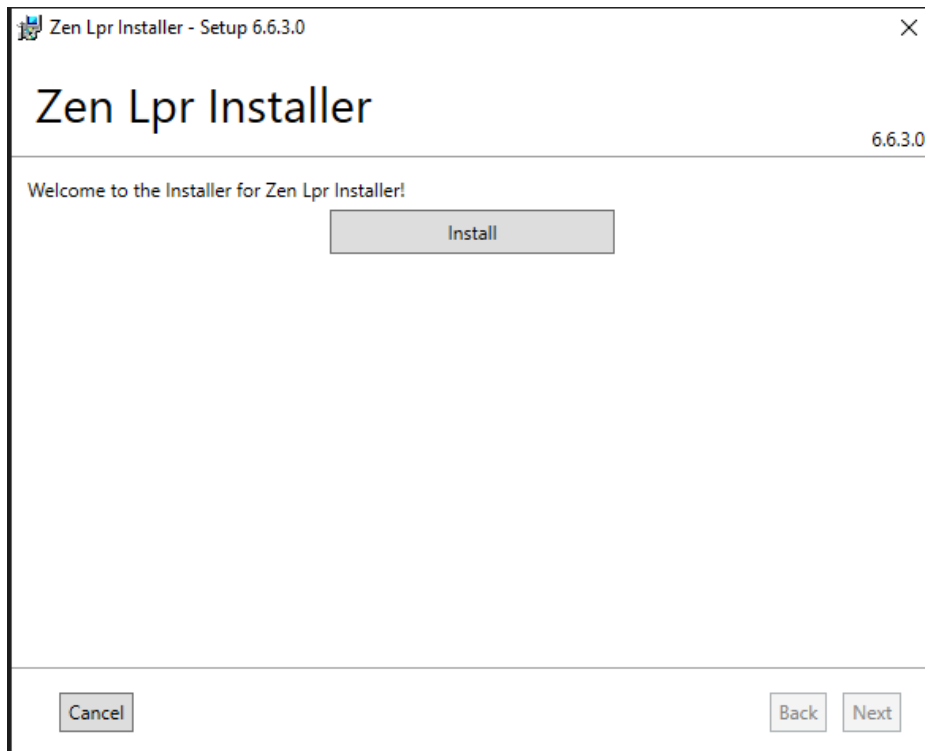 Zen Lpr Installer - Setup 6.6.3.0
Zen Lpr Installer
6.6.3.0
Welcome to the Installer for Zen Lpr Installer!
Install
Cancel
Back
Next